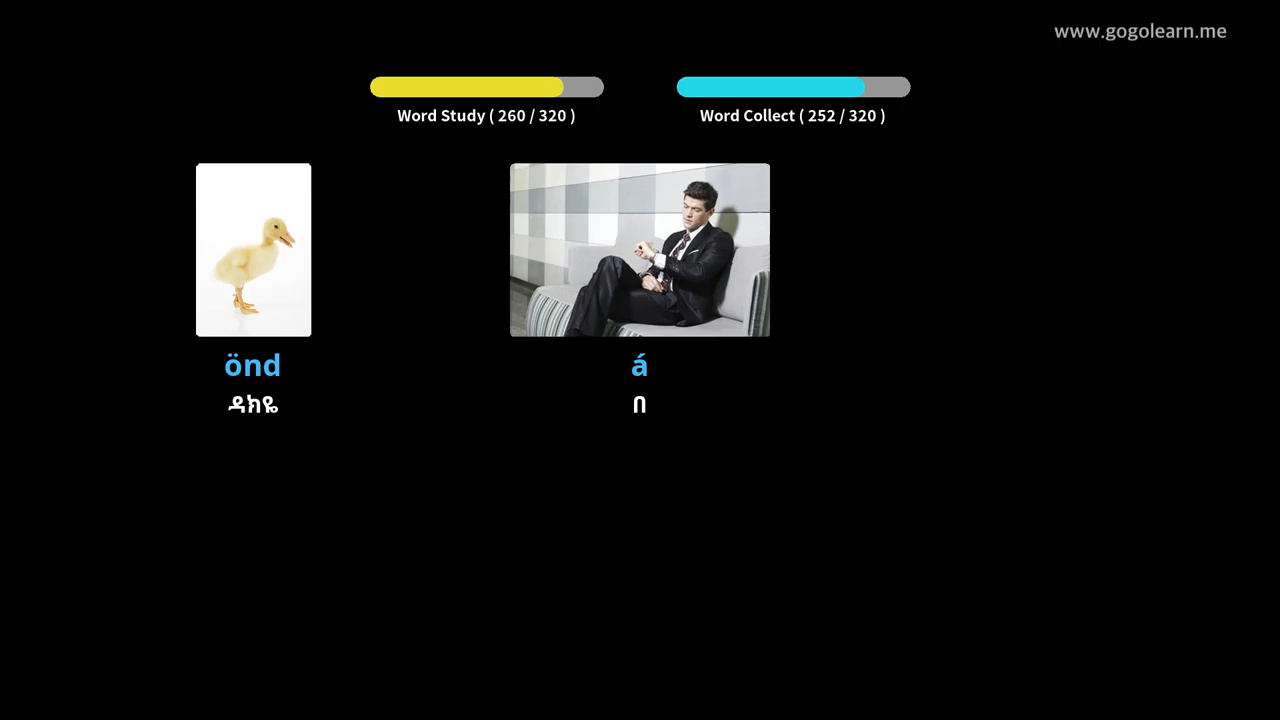 www.gogolearn.me
Word Study ( 260 / 320 )
Word Collect ( 252 / 320 )
önd
á
ዳክዬ
በ